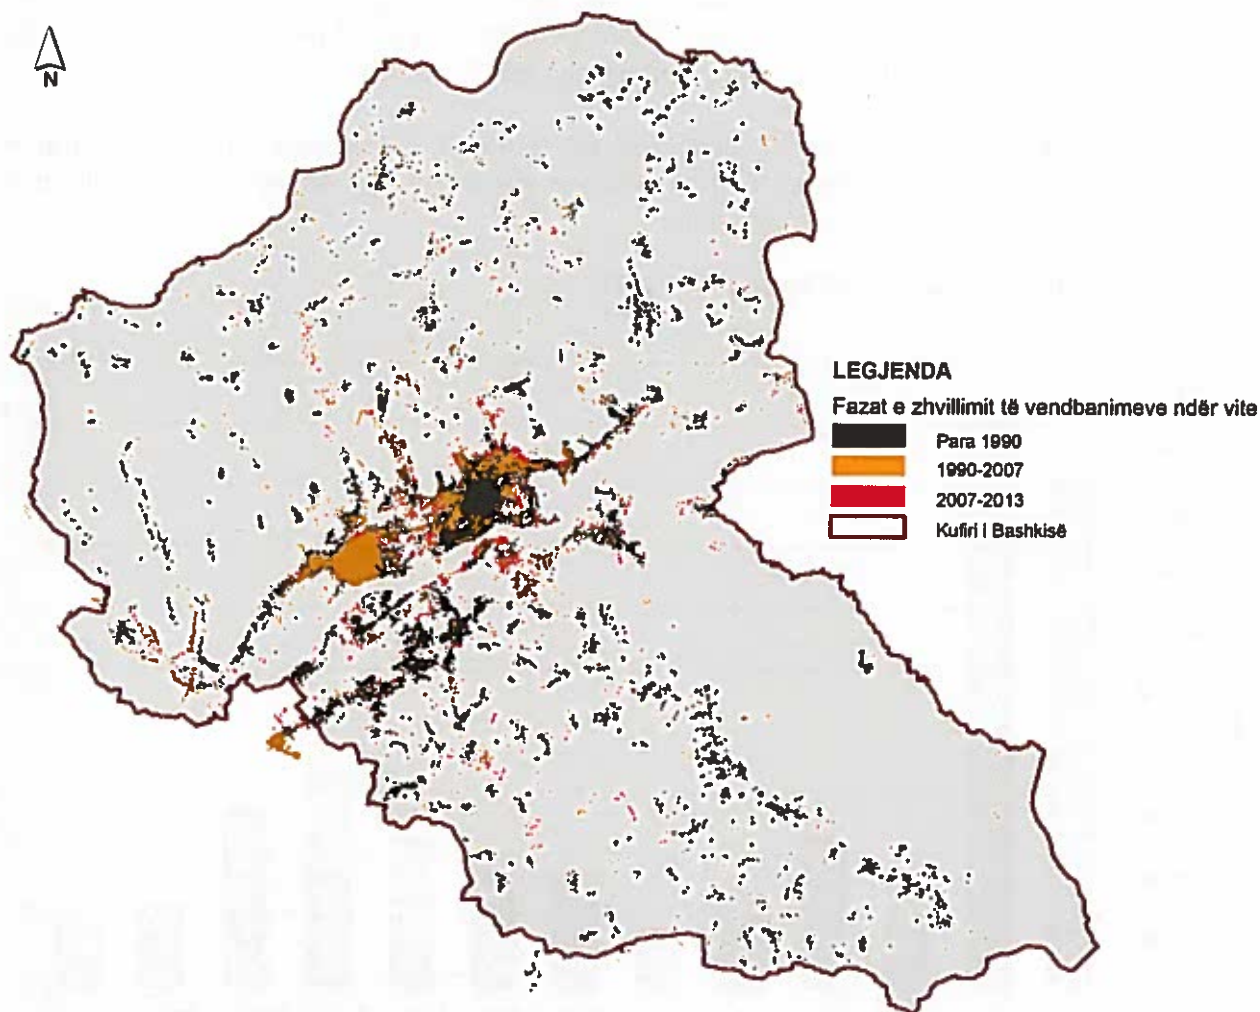 N
LEGJENDA
Fazat e zhvillimit të vendbanimeve ndër vite
Para 1990
1990-2007
2007-2013
Kufiri i Bashkisë